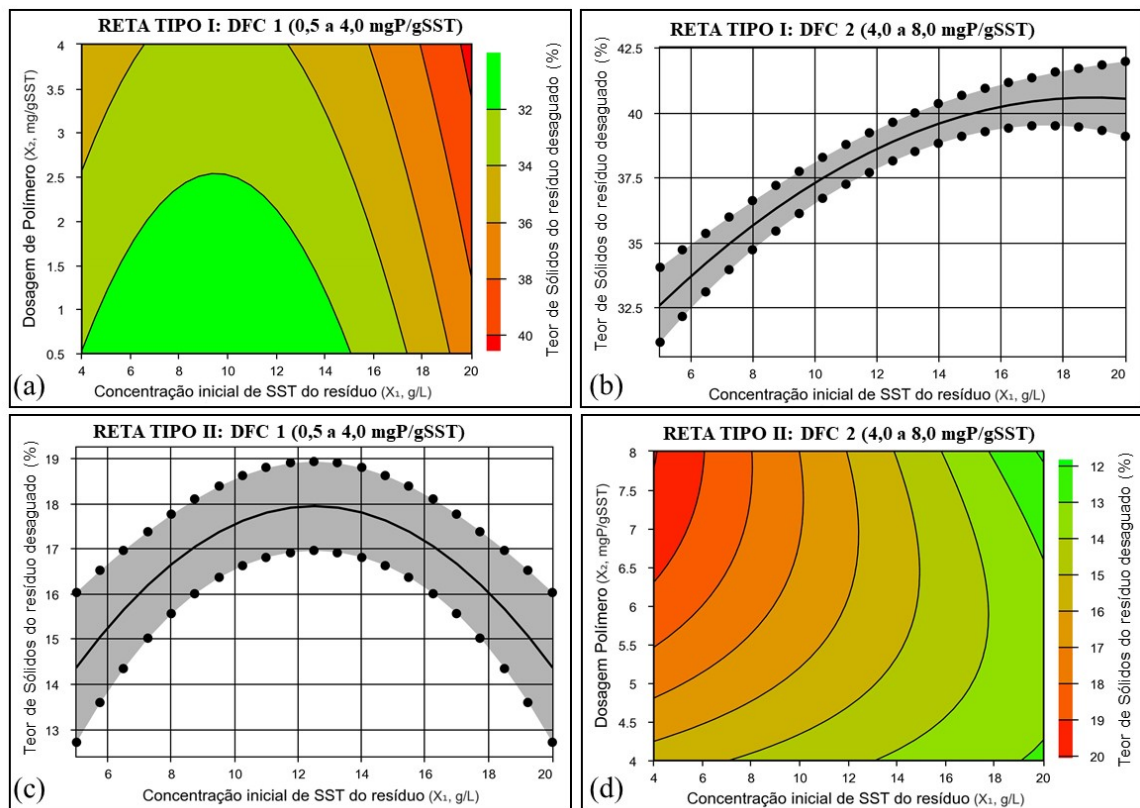 RETA TIPO I: DFC 1 (0,5 a 4,0 mgP/gSST)
Dosagem de Polímero (X₂, mg/gSST)
4
3.5
3
2.5
2
1.5
1
0.5
4 6 8 10 12 14 16 18 20
Concentração inicial de SST do resíduo (X₁, g/L)
32
34
36
38
40
Teor de Sólidos do resíduo desaguado (%)
(a)
RETA TIPO I: DFC 2 (4,0 a 8,0 mgP/gSST)
Teor de Sólidos do resíduo desaguado (%)
42.5
40
37.5
35
32.5
6 8 10 12 14 16 18 20
Concentração inicial de SST do resíduo (X₁, g/L)
(b)
RETA TIPO II: DFC 1 (0,5 a 4,0 mgP/gSST)
Teor de Sólidos do resíduo desaguado (%)
19
18
17
16
15
14
13
6 8 10 12 14 16 18 20
Concentração inicial de SST do resíduo (X₁, g/L)
(c)
RETA TIPO II: DFC 2 (4,0 a 8,0 mgP/gSST)
Dosagem Polímero (X₂, mgP/gSST)
8
7.5
7
6.5
6
5.5
5
4.5
4
4 6 8 10 12 14 16 18 20
Concentração inicial de SST do resíduo (X₁, g/L)
12
13
14
15
16
17
18
19
20
Teor de Sólidos do resíduo desaguado (%)
(d)